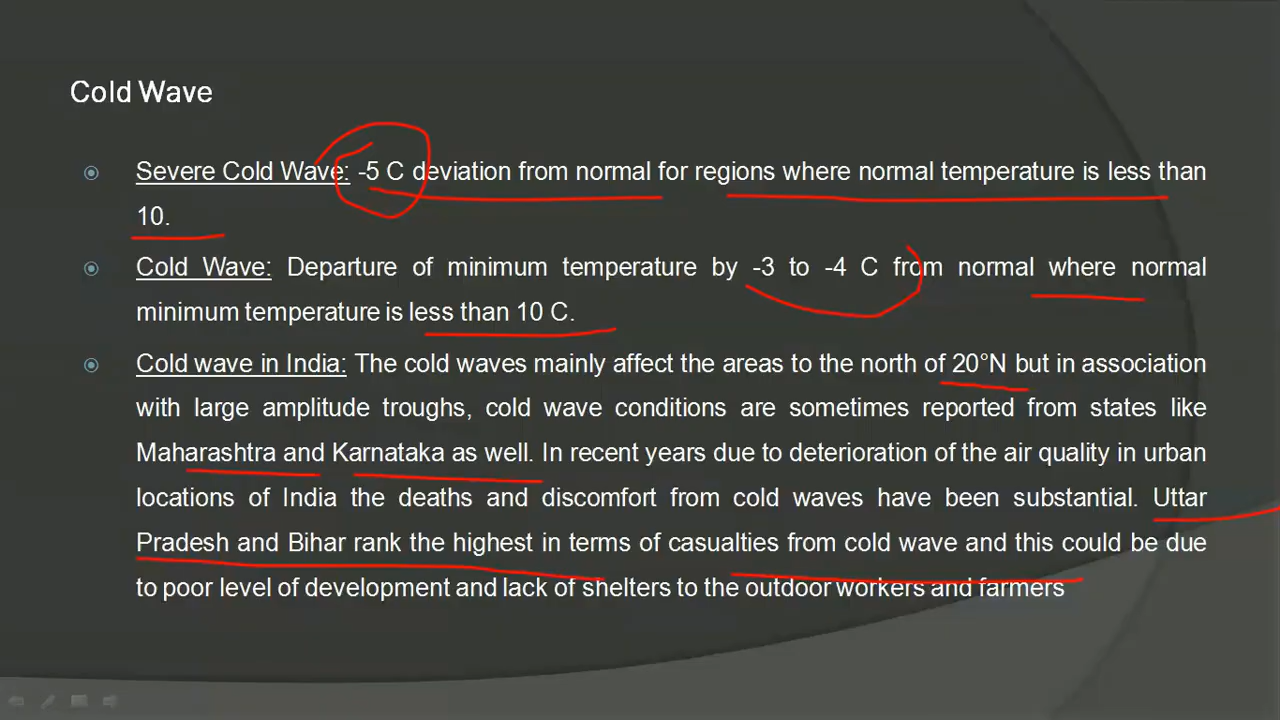 Cold Wave
Severe Cold Wave: -5 C deviation from normal for regions where normal temperature is less than
10.
Cold Wave: Departure of minimum temperature by -3 to -4 C from normal where normal
minimum temperature is less than 10 C.
Cold wave in India: The cold waves mainly affect the areas to the north of 20°N but in association
with large amplitude troughs, cold wave conditions are sometimes reported from states like
Maharashtra and Karnataka as well. In recent years due to deterioration of the air quality in urban
locations of India the deaths and discomfort from cold waves have been substantial. Uttar
Pradesh and Bihar rank the highest in terms of casualties from cold wave and this could be due
to poor level of development and lack of shelters to the outdoor workers and farmers